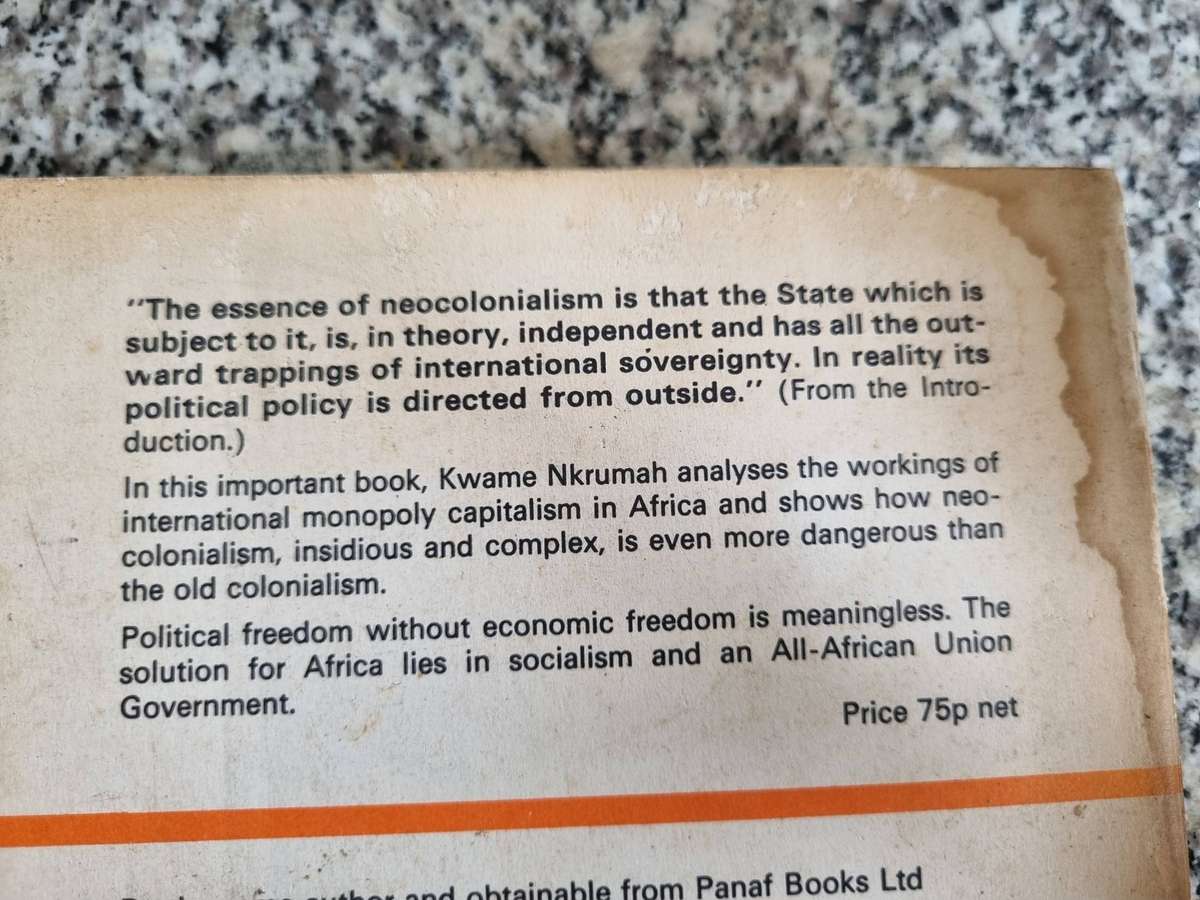 "The essence of neocolonialism is that the State which is
subject to it, is, in theory, independent and has all the out-
ward trappings of international sovereignty. In reality its
political policy is directed from outside." (From the Intro-
duction.)
In this important book, Kwame Nkrumah analyses the workings of
international monopoly capitalism in Africa and shows how neo-
colonialism, insidious and complex, is even more dangerous than
the old colonialism.
Political freedom without economic freedom is meaningless. The
solution for Africa lies in socialism and an All-African Union
Government.
Price 75p net
author and obtainable from Panaf Books Ltd